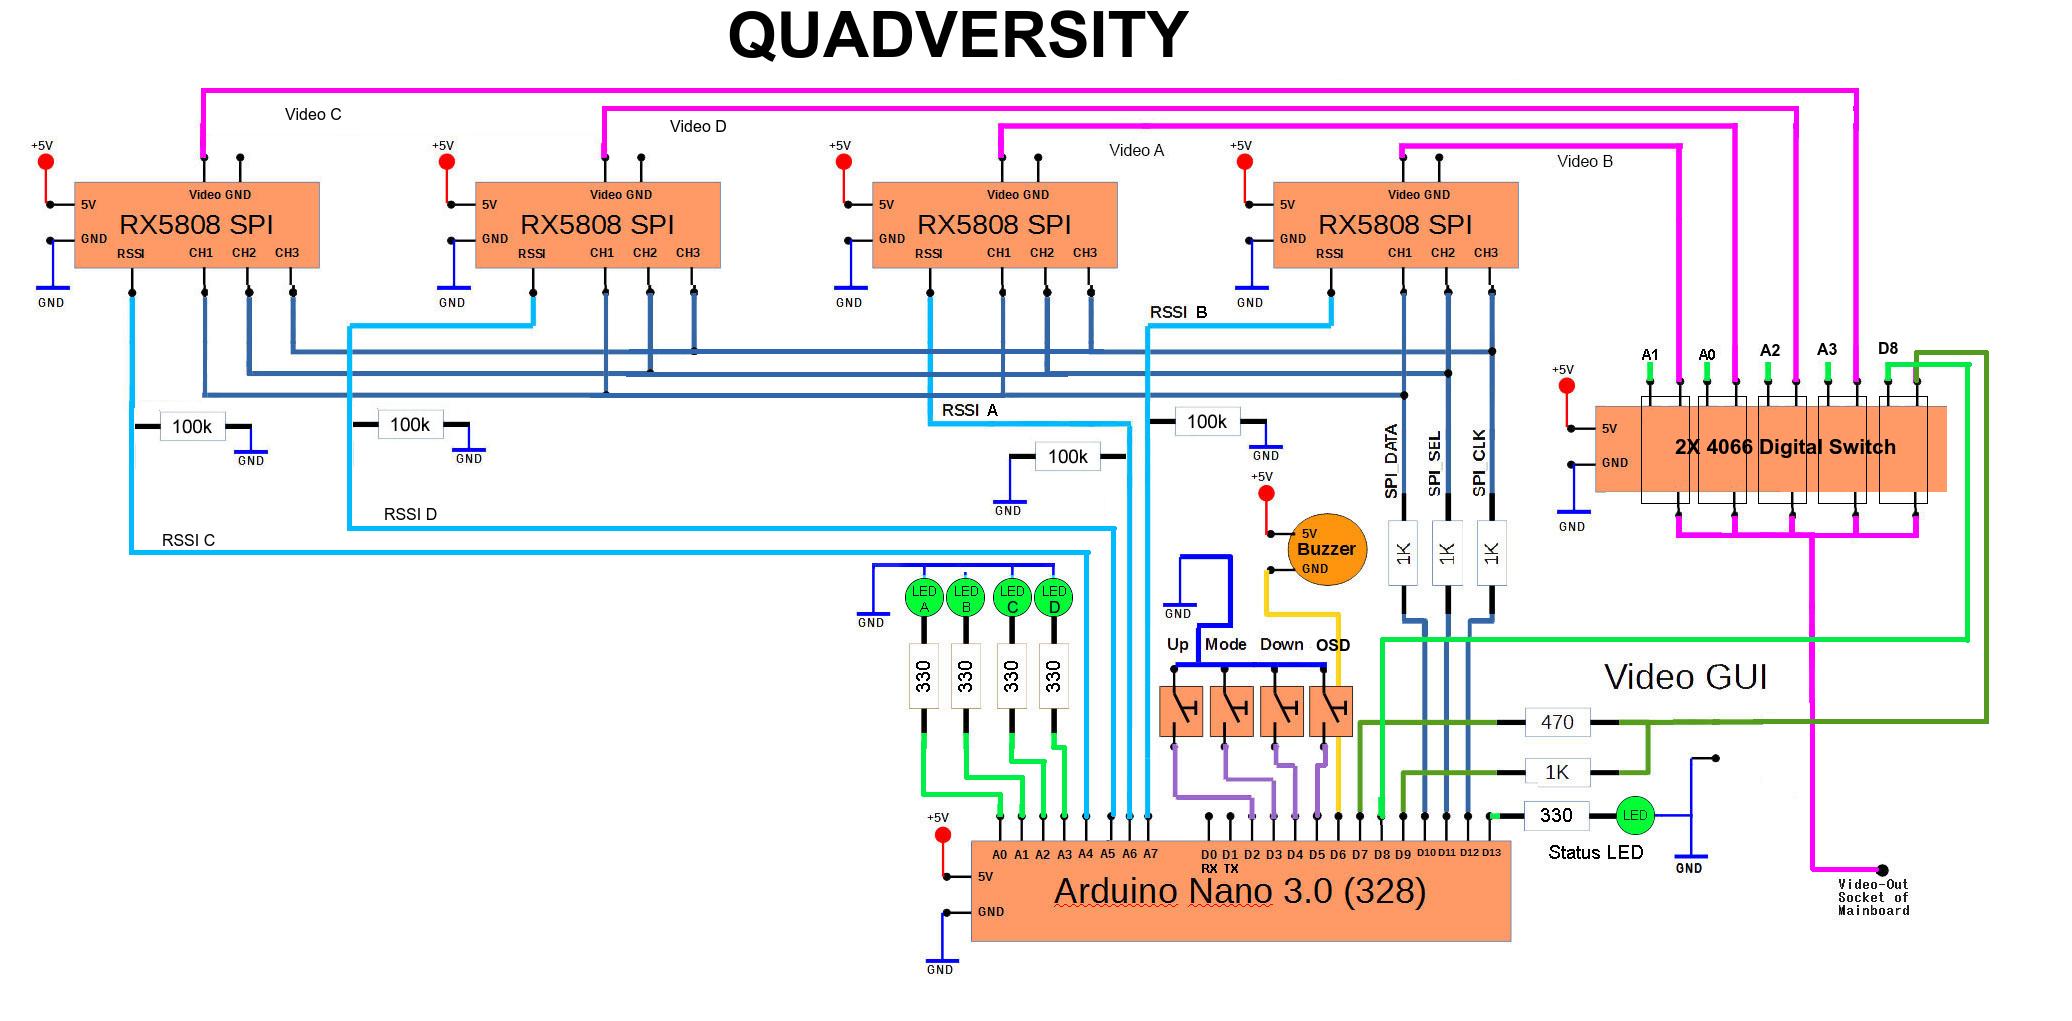 QUADVERSITY
Video C
Video D
Video A
Video B
+5V
+5V
+5V
+5V
Video GND
Video GND
Video GND
Video GND
5V
RX5808 SPI
5V
RX5808 SPI
5V
RX5808 SPI
5V
RX5808 SPI
GND
GND
GND
GND
RSSI CH1 CH2 CH3
RSSI CH1 CH2 CH3
RSSI CH1 CH2 CH3
RSSI CH1 CH2 CH3
GND
GND
GND
GND
RSSI B
A1 A0 A2 A3 D8
+5V
RSSI A
100k
100k
100k
100k
GND
GND
GND
GND
SPI_DATA
SPI_SEL
SPI_CLK
5V
2X 4066 Digital Switch
GND
GND
+5V
RSSI D
RSSI C
5V
Buzzer
GND
1K
1K
1K
LED A
LED B
LED C
LED D
GND
GND
Up Mode Down OSD
330
330
330
330
Video GUI
470
1K
330
LED
Status LED
GND
+5V
A0 A1 A2 A3 A4 A5 A6 A7
D0 D1 D2 D3 D4 D5 D6 D7 D8 D9 D10 D11 D12 D13
RX TX
5V
Arduino Nano 3.0 (328)
GND
GND
Video-Out
Socket of
Mainboard